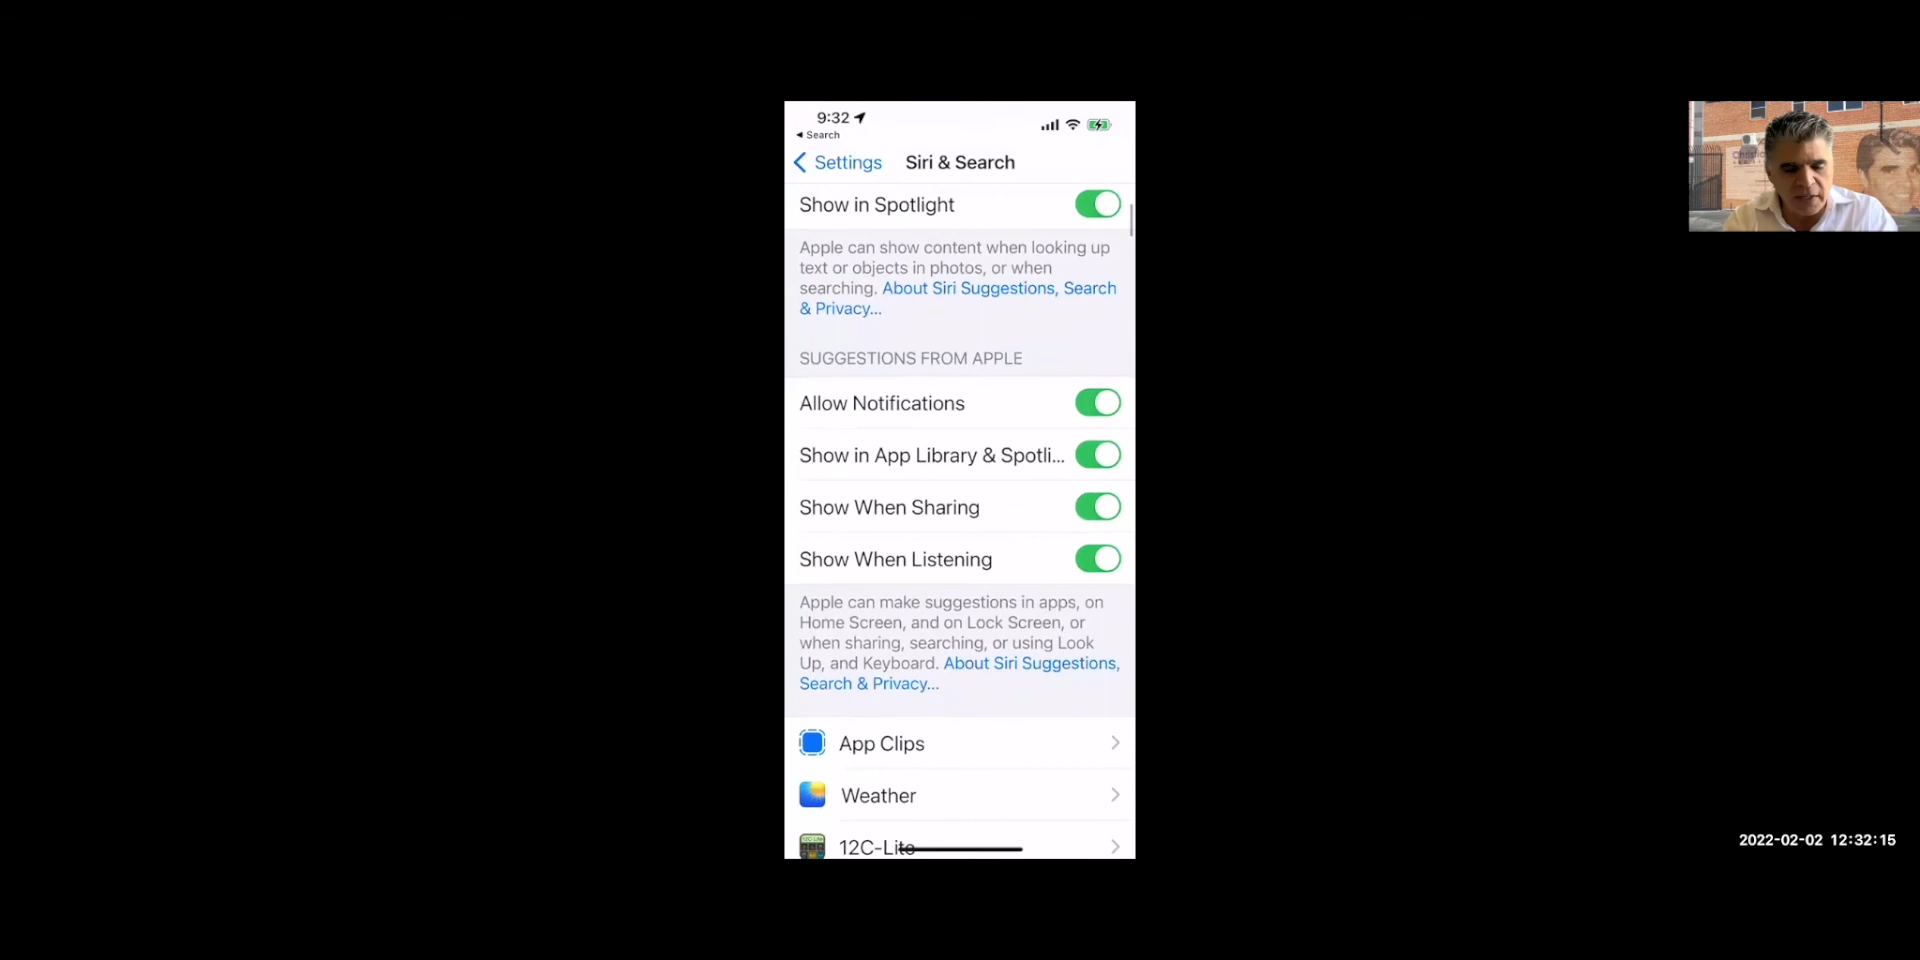 9:32
Search
Settings
Siri & Search
Show in Spotlight
Apple can show content when looking up
text or objects in photos, or when
searching. About Siri Suggestions, Search
& Privacy...
SUGGESTIONS FROM APPLE
Allow Notifications
Show in App Library & Spotli...
Show When Sharing
Show When Listening
Apple can make suggestions in apps, on
Home Screen, and on Lock Screen, or
when sharing, searching, or using Look
Up, and Keyboard. About Siri Suggestions,
Search & Privacy...
App Clips
Weather
12C-Lite
2022-02-02 12:32:15